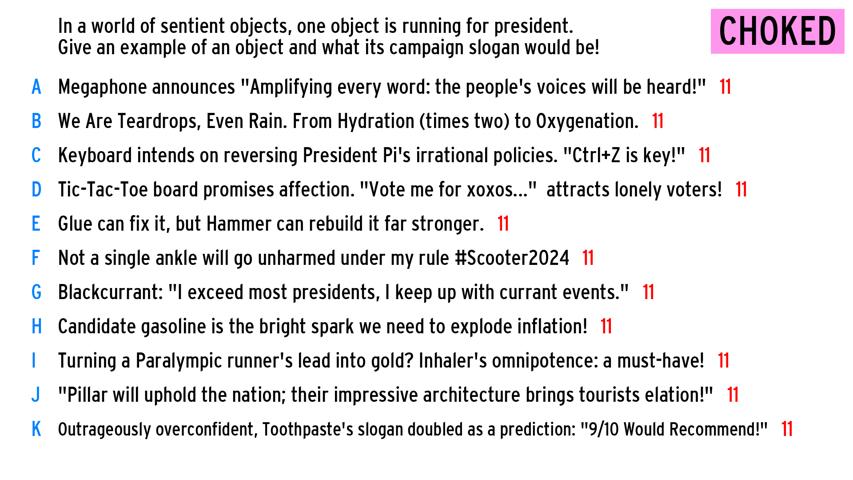 In a world of sentient objects, one object is running for president.
Give an example of an object and what its campaign slogan would be!
CHOKED
A Megaphone announces "Amplifying every word: the people's voices will be heard!" 11
B We Are Teardrops, Even Rain. From Hydration (times two) to Oxygenation. 11
C Keyboard intends on reversing President Pi's irrational policies. "Ctrl+Z is key!" 11
D Tic-Tac-Toe board promises affection. "Vote me for xoxos..." attracts lonely voters! 11
E Glue can fix it, but Hammer can rebuild it far stronger. 11
F Not a single ankle will go unharmed under my rule #Scooter2024 11
G Blackcurrant: "I exceed most presidents, I keep up with currant events." 11
H Candidate gasoline is the bright spark we need to explode inflation! 11
I Turning a Paralympic runner's lead into gold? Inhaler's omnipotence: a must-have! 11
J "Pillar will uphold the nation; their impressive architecture brings tourists elation!" 11
K Outrageously overconfident, Toothpaste's slogan doubled as a prediction: "9/10 Would Recommend!" 11